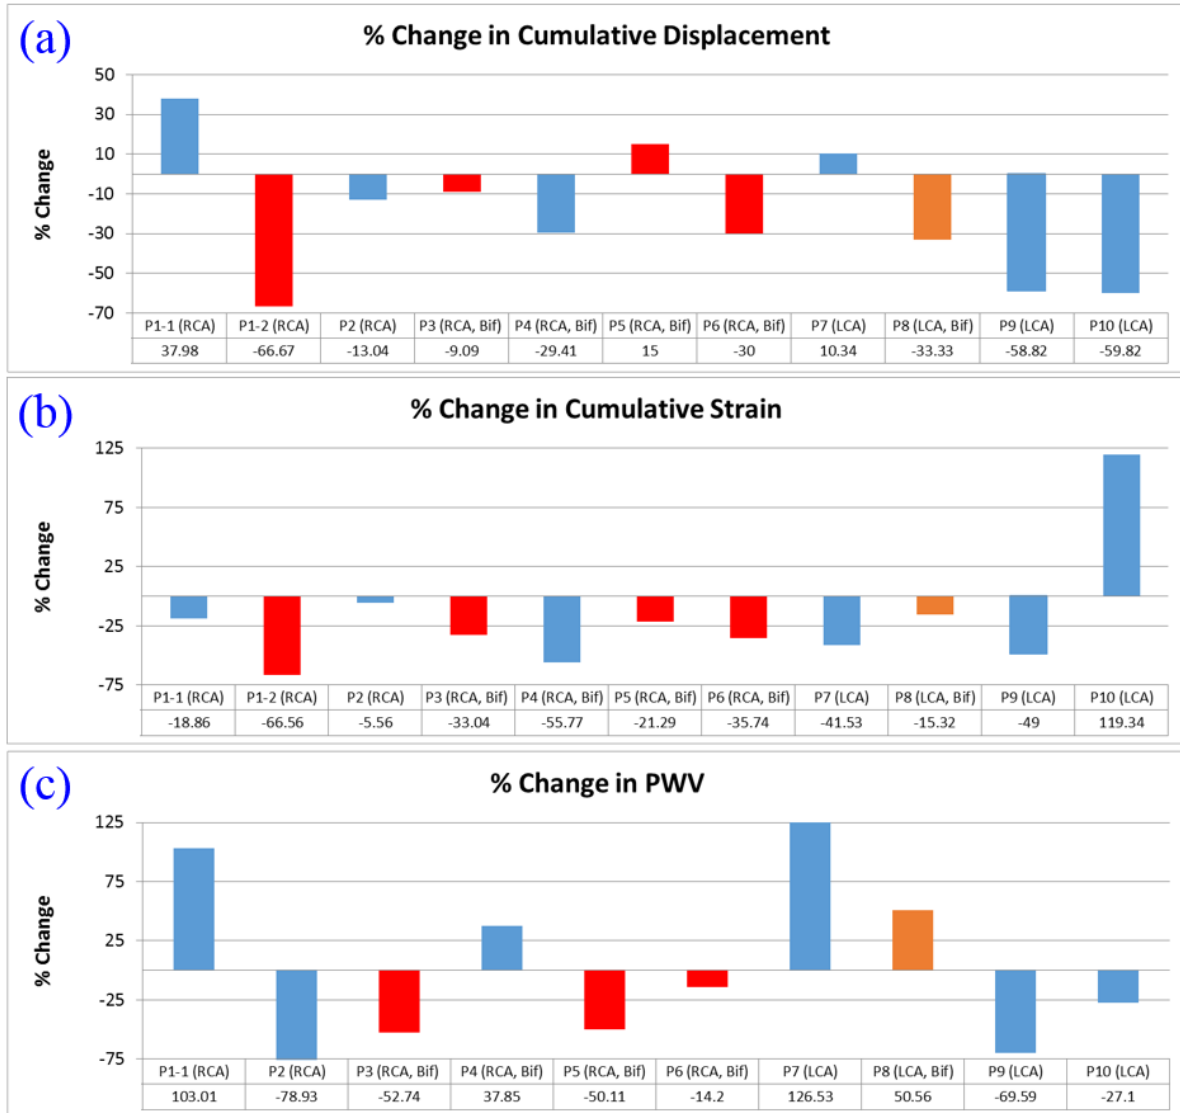 (a)
% Change in Cumulative Displacement
% Change
50
30
10
-10
-30
-50
-70
P1-1 (RCA) P1-2 (RCA) P2 (RCA) P3 (RCA, Bif) P4 (RCA, Bif) P5 (RCA, Bif) P6 (RCA, Bif) P7 (LCA) P8 (LCA, Bif) P9 (LCA) P10 (LCA)
37.98 -66.67 -13.04 -9.09 -29.41 15 -30 10.34 -33.33 -58.82 -59.82
(b)
% Change in Cumulative Strain
% Change
125
75
25
-25
-75
P1-1 (RCA) P1-2 (RCA) P2 (RCA) P3 (RCA, Bif) P4 (RCA, Bif) P5 (RCA, Bif) P6 (RCA, Bif) P7 (LCA) P8 (LCA, Bif) P9 (LCA) P10 (LCA)
-18.86 -66.56 -5.56 -33.04 -55.77 -21.29 -35.74 -41.53 -15.32 -49 119.34
(c)
% Change in PWV
% Change
125
75
25
-25
-75
P1-1 (RCA) P2 (RCA) P3 (RCA, Bif) P4 (RCA, Bif) P5 (RCA, Bif) P6 (RCA, Bif) P7 (LCA) P8 (LCA, Bif) P9 (LCA) P10 (LCA)
103.01 -78.93 -52.74 37.85 -50.11 -14.2 126.53 50.56 -69.59 -27.1